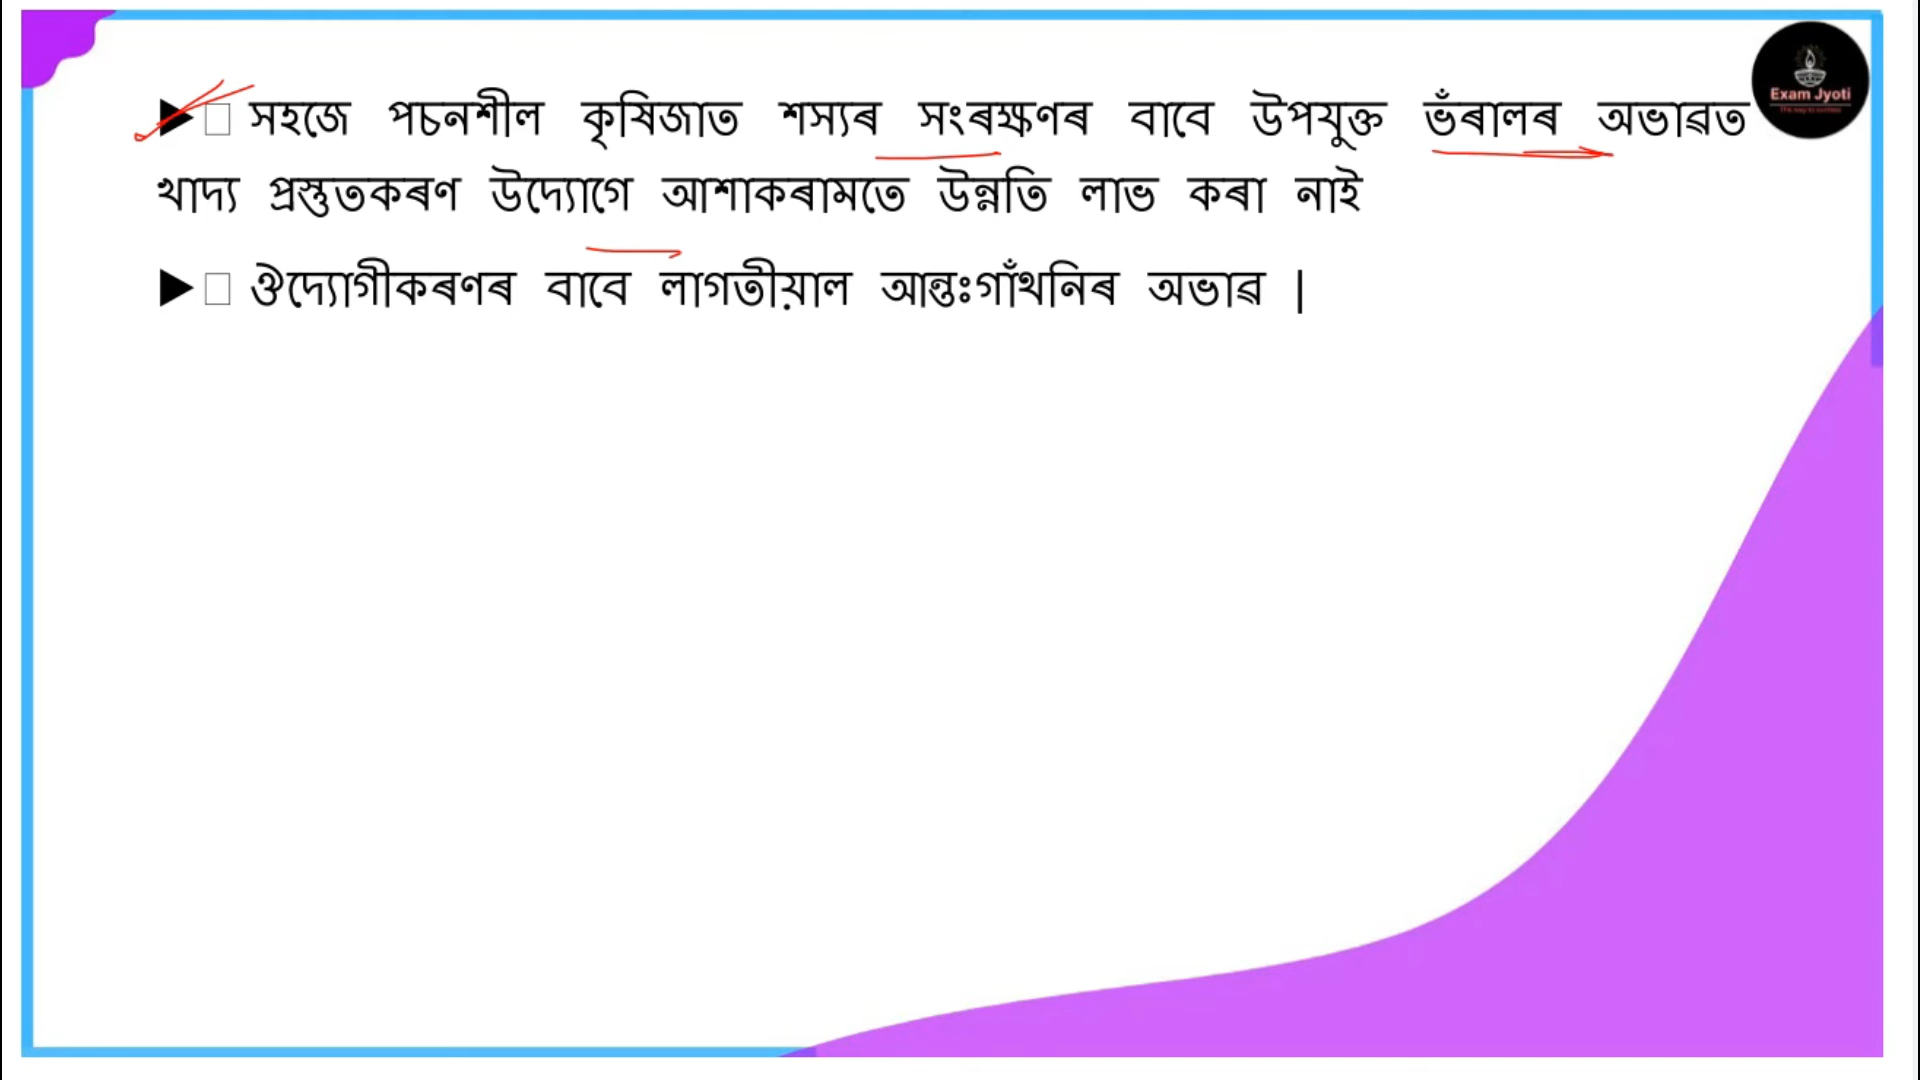 ▶□ সহজে পচনশীল কৃষিজাত শস্যৰ সংৰক্ষণৰ বাবে উপযুক্ত ভঁৰালৰ অভাৱত
খাদ্য প্ৰস্তুতকৰণ উদ্যোগে আশাকৰামতে উন্নতি লাভ কৰা নাই
▶□ ঔদ্যোগীকৰণৰ বাবে লাগতীয়াল আন্তঃগাঁথনিৰ অভাৱ |
Exam Jyoti